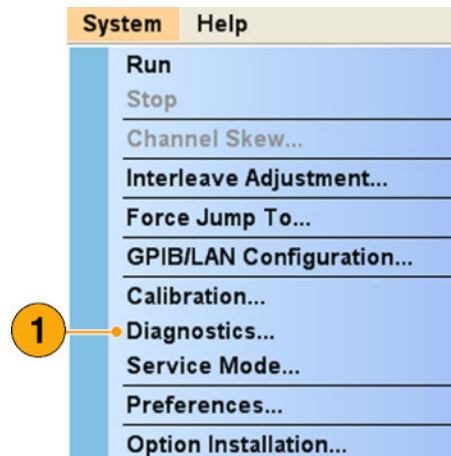 System Help
Run
Stop
Channel Skew...
Interleave Adjustment...
Force Jump To...
GPIB/LAN Configuration...
Calibration...
1 Diagnostics...
Service Mode...
Preferences...
Option Installation...